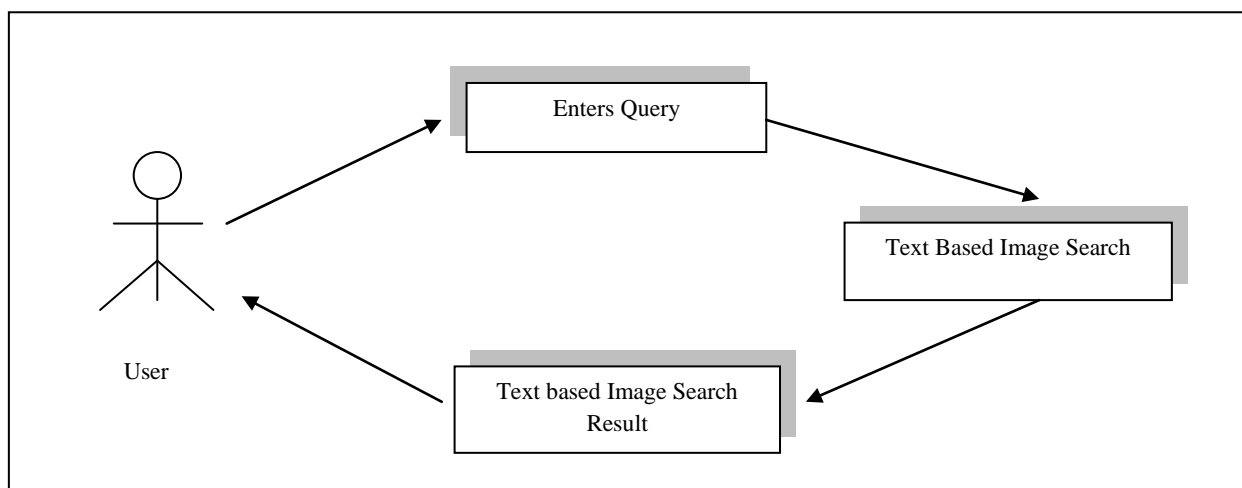 Enters Query
Text Based Image Search
User
Text based Image Search
Result